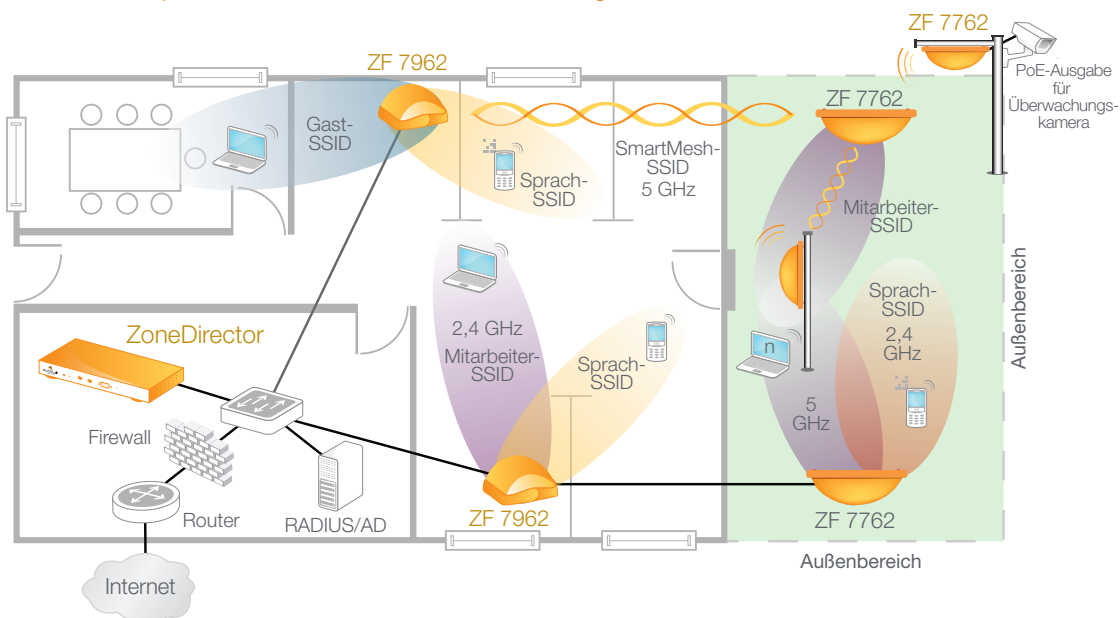 ZF 7762
PoE-Ausgabe
für
Überwachungs-
kamera
ZF 7962
ZF 7762
Gast-
SSID
Sprach-
SSID
SmartMesh-
SSID
5 GHz
Mitarbeiter-
SSID
Außenbereich
ZoneDirector
2,4 GHz
Mitarbeiter-
SSID
Sprach-
SSID
n
Sprach-
SSID
2,4
GHz
5
GHz
Firewall
Router
RADIUS/AD
ZF 7962
ZF 7762
Außenbereich
Internet